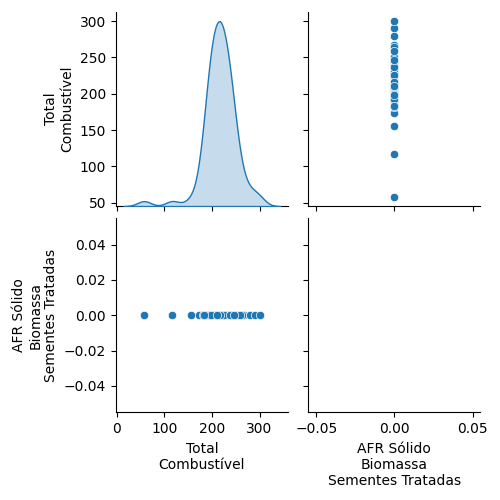 300
250
200
150
100
50
Total
Combustível
0.04
0.02
0.00
−0.02
−0.04
AFR Sólido
Biomassa
Sementes Tratadas
0 100 200 300
Total
Combustível
−0.05 0.00 0.05
AFR Sólido
Biomassa
Sementes Tratadas